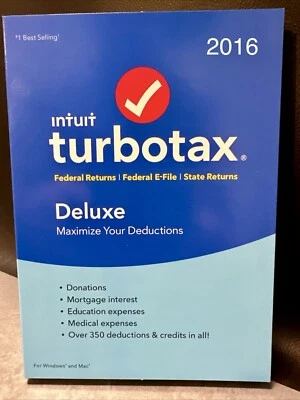 #1 Best Selling¹
2016
intuit
turbotax®
Federal Returns | Federal E-File | State Returns
Deluxe
Maximize Your Deductions
• Donations
• Mortgage interest
• Education expenses
• Medical expenses
• Over 350 deductions & credits in all!
For Windows® and Mac®